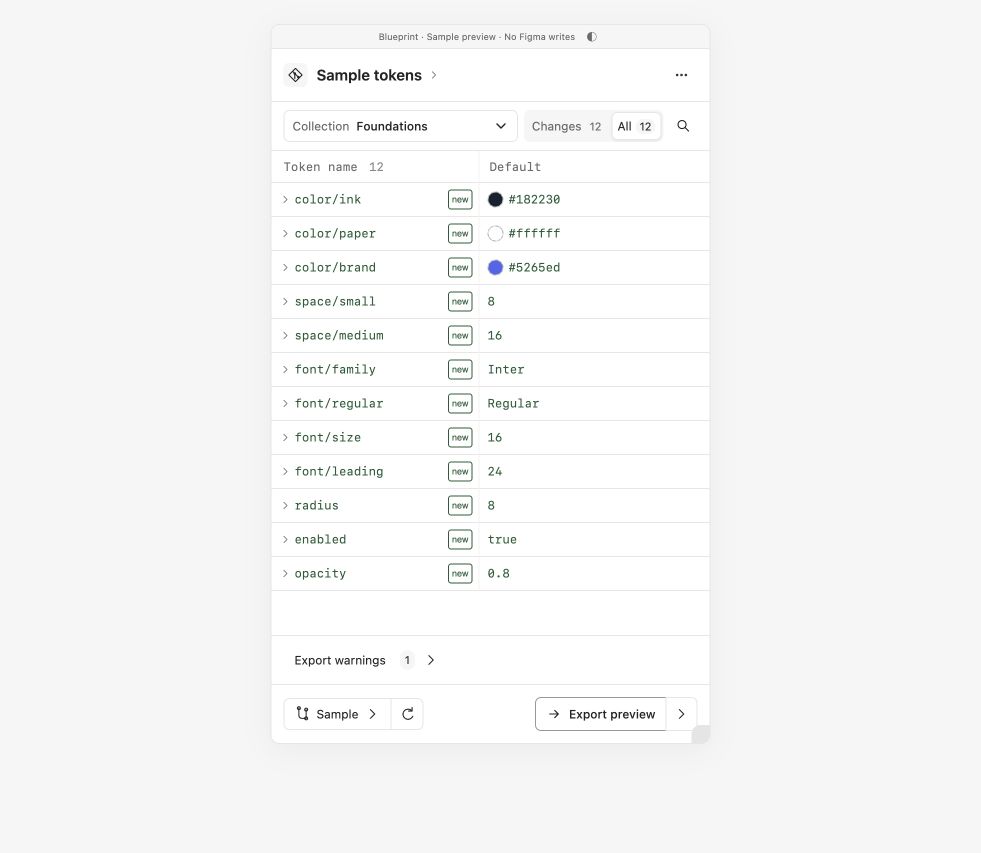 Blueprint · Sample preview · No Figma writes
Sample tokens
Collection Foundations Changes 12 All 12
Token name 12 Default
color/ink new #182230
color/paper new #ffffff
color/brand new #5265ed
space/small new 8
space/medium new 16
font/family new Inter
font/regular new Regular
font/size new 16
font/leading new 24
radius new 8
enabled new true
opacity new 0.8
Export warnings 1
Sample Export preview